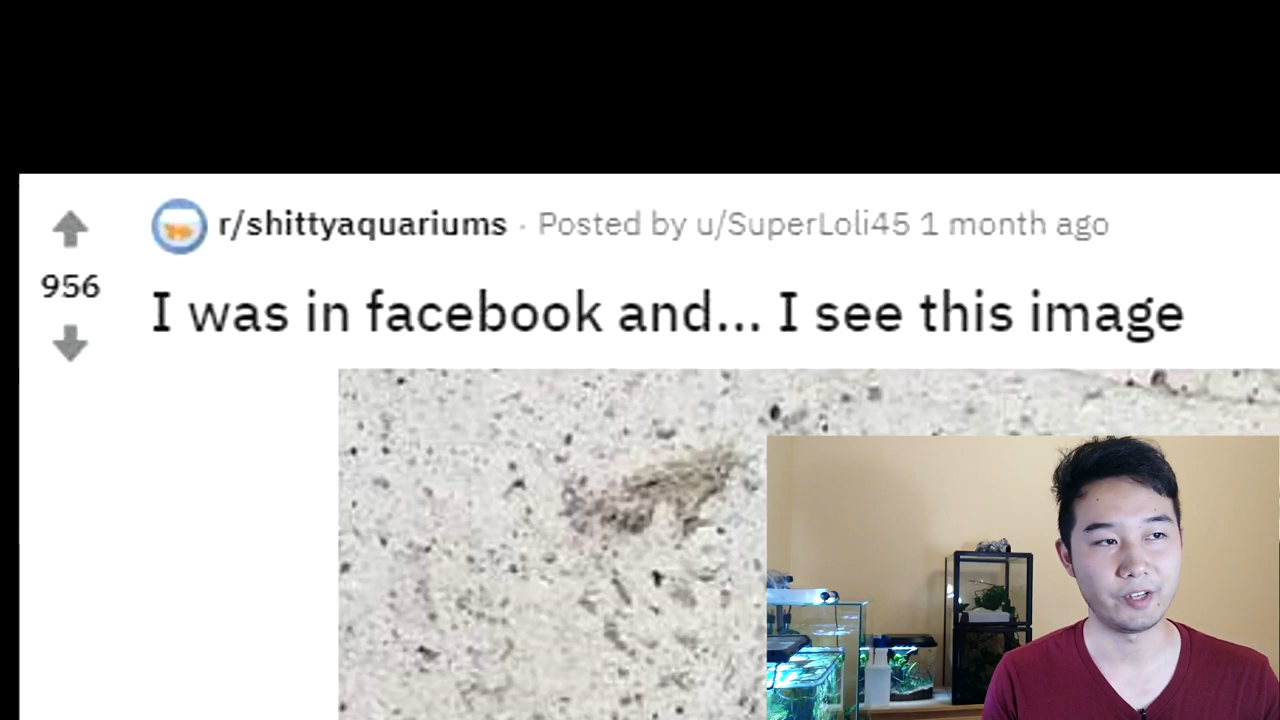 r/shittyaquariums · Posted by u/SuperLoli45 1 month ago
956
I was in facebook and... I see this image